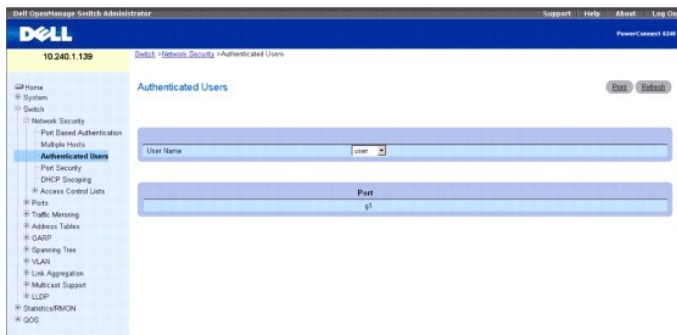 Dell OpenManage Switch Administrator
Support Help About Log Ou
DELL
PowerConnect 6248
10.240.1.139
Switch >Network Security >Authenticated Users
Home
System
Switch
Network Security
Port Based Authentication
Multiple Hosts
Authenticated Users
Port Security
DHCP Snooping
Access Control Lists
Ports
Traffic Mirroring
Address Tables
GARP
Spanning Tree
VLAN
Link Aggregation
Multicast Support
LLDP
Statistics/RMON
QOS
Authenticated Users
Print Refresh
User Name user
Port
g1